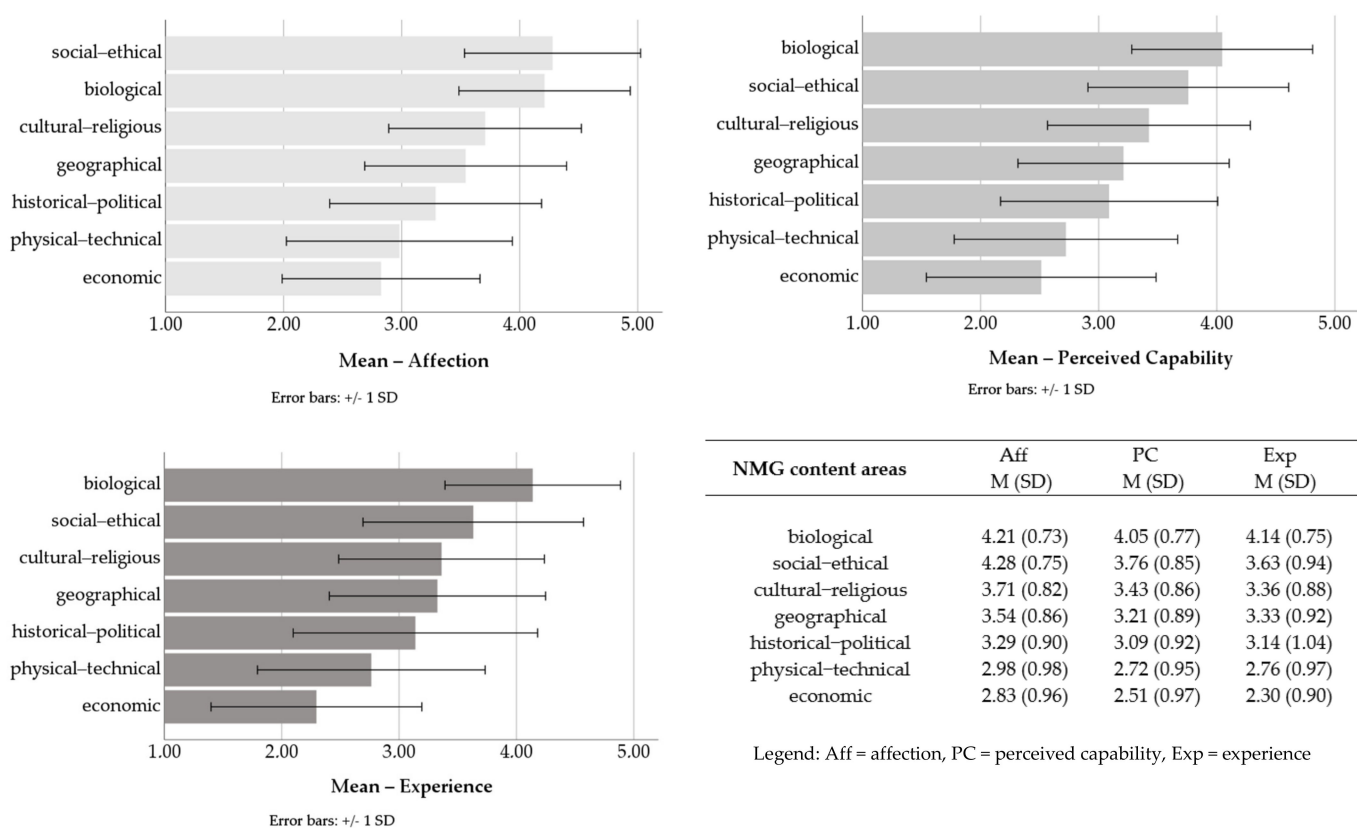 social–ethical
biological
cultural–religious
geographical
historical–political
physical–technical
economic
1.00 2.00 3.00 4.00 5.00
Mean – Affection
Error bars: +/- 1 SD
biological
social–ethical
cultural–religious
geographical
historical–political
physical–technical
economic
1.00 2.00 3.00 4.00 5.00
Mean – Perceived Capability
Error bars: +/- 1 SD
biological
social–ethical
cultural–religious
geographical
historical–political
physical–technical
economic
1.00 2.00 3.00 4.00 5.00
Mean – Experience
Error bars: +/- 1 SD
NMG content areas Aff PC Exp
M (SD) M (SD) M (SD)
biological 4.21 (0.73) 4.05 (0.77) 4.14 (0.75)
social–ethical 4.28 (0.75) 3.76 (0.85) 3.63 (0.94)
cultural–religious 3.71 (0.82) 3.43 (0.86) 3.36 (0.88)
geographical 3.54 (0.86) 3.21 (0.89) 3.33 (0.92)
historical–political 3.29 (0.90) 3.09 (0.92) 3.14 (1.04)
physical–technical 2.98 (0.98) 2.72 (0.95) 2.76 (0.97)
economic 2.83 (0.96) 2.51 (0.97) 2.30 (0.90)
Legend: Aff = affection, PC = perceived capability, Exp = experience